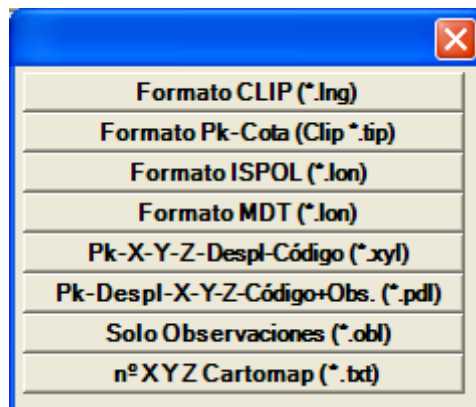 Formato CLIP (*.lng)
Formato Pk-Cota (Clip *.tip)
Formato ISPOL (*.lon)
Formato MDT (*.lon)
Pk-X-Y-Z-Despl-Código (*.xyl)
Pk-Despl-X-Y-Z-Código+Obs. (*.pdl)
Solo Observaciones (*.obl)
nº X Y Z Cartomap (*.txt)